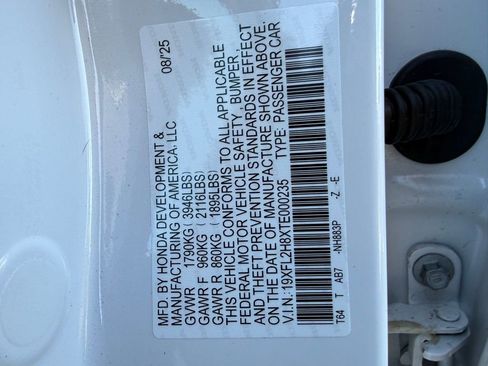 MFD. BY HONDA DEVELOPMENT & 08/'25
MANUFACTURING OF AMERICA, LLC
GVWR 1790KG (3946LBS)
GAWR F 960KG (2116LBS)
GAWR R 860KG (1895LBS)
THIS VEHICLE CONFORMS TO ALL APPLICABLE
FEDERAL MOTOR VEHICLE SAFETY, BUMPER,
AND THEFT PREVENTION STANDARDS IN EFFECT
ON THE DATE OF MANUFACTURE SHOWN ABOVE.
V.I.N.: 19XFL2H8XTE000235 TYPE: PASSENGER CAR
T64 T AB7 -NH883P -Z -E